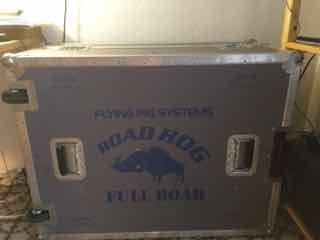 FLYING PIG SYSTEMS
ROAD HOG
FULL BOAR